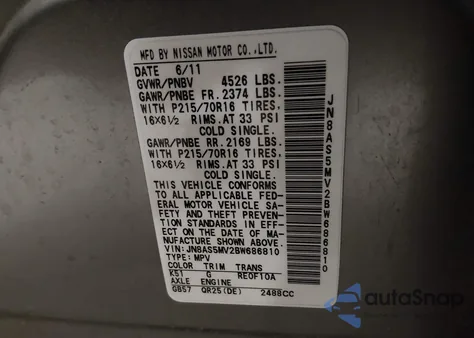 MFD BY NISSAN MOTOR CO.,LTD.
DATE 6/11
GVWR/PNBV 4526 LBS.
GAWR/PNBE FR. 2374 LBS.
WITH P215/70R16 TIRES,
16X6½ RIMS.AT 33 PSI
COLD SINGLE.
GAWR/PNBE RR. 2169 LBS.
WITH P215/70R16 TIRES,
16X6½ RIMS.AT 33 PSI
COLD SINGLE.
THIS VEHICLE CONFORMS
TO ALL APPLICABLE FED-
ERAL MOTOR VEHICLE SA-
FETY AND THEFT PREVEN-
TION STANDARDS IN EFFE-
CT ON THE DATE OF MA-
NUFACTURE SHOWN ABOVE.
VIN: JN8AS5MV2BW686810
TYPE: MPV
COLOR TRIM TRANS
K51 G RE0F10A
AXLE ENGINE
GB57 QR25(DE) 2488CC
JN8AS5MV2BW686810
autoSnap